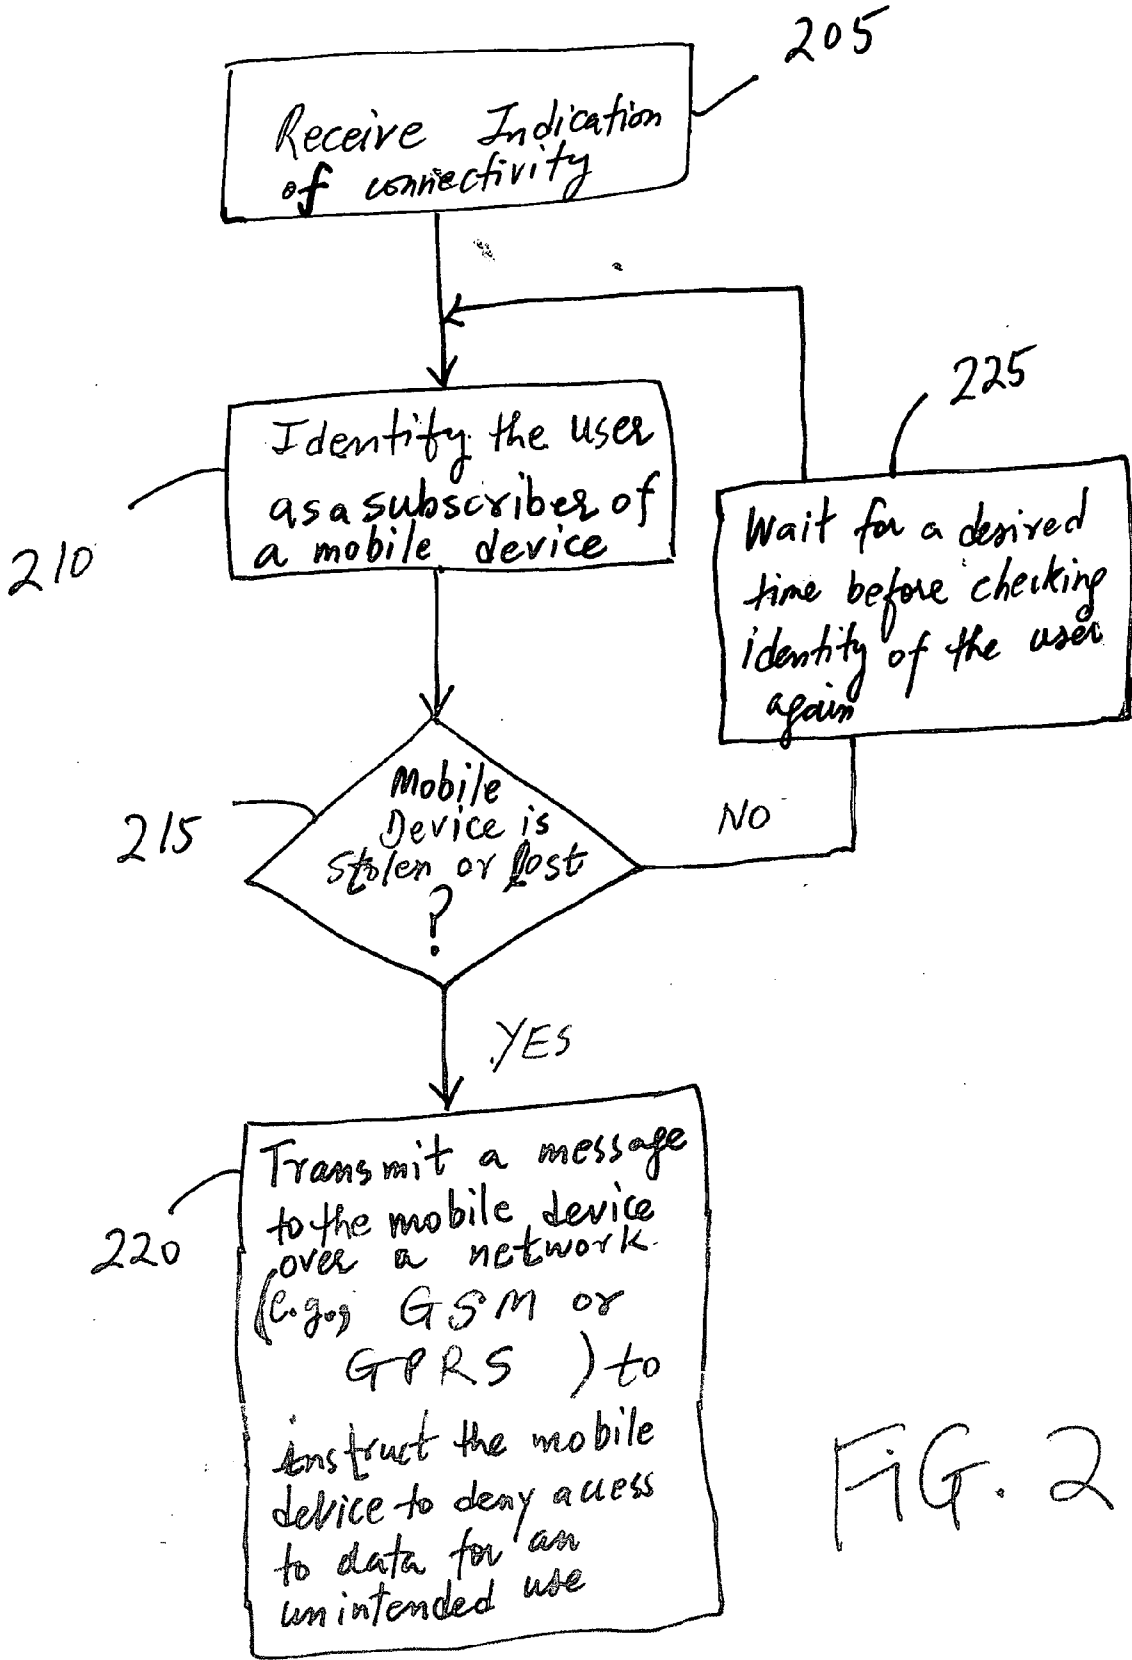 205
Receive Indication
of connectivity
225
Identify the user
as a subscriber of
a mobile device
210
Wait for a desired
time before checking
identity of the user
again
Mobile
Device is
stolen or lost
?
215
NO
YES
Transmit a message
to the mobile device
over a network
(e.g., GSM or
GPRS ) to
instruct the mobile
device to deny access
to data for an
unintended use
220
FIG. 2